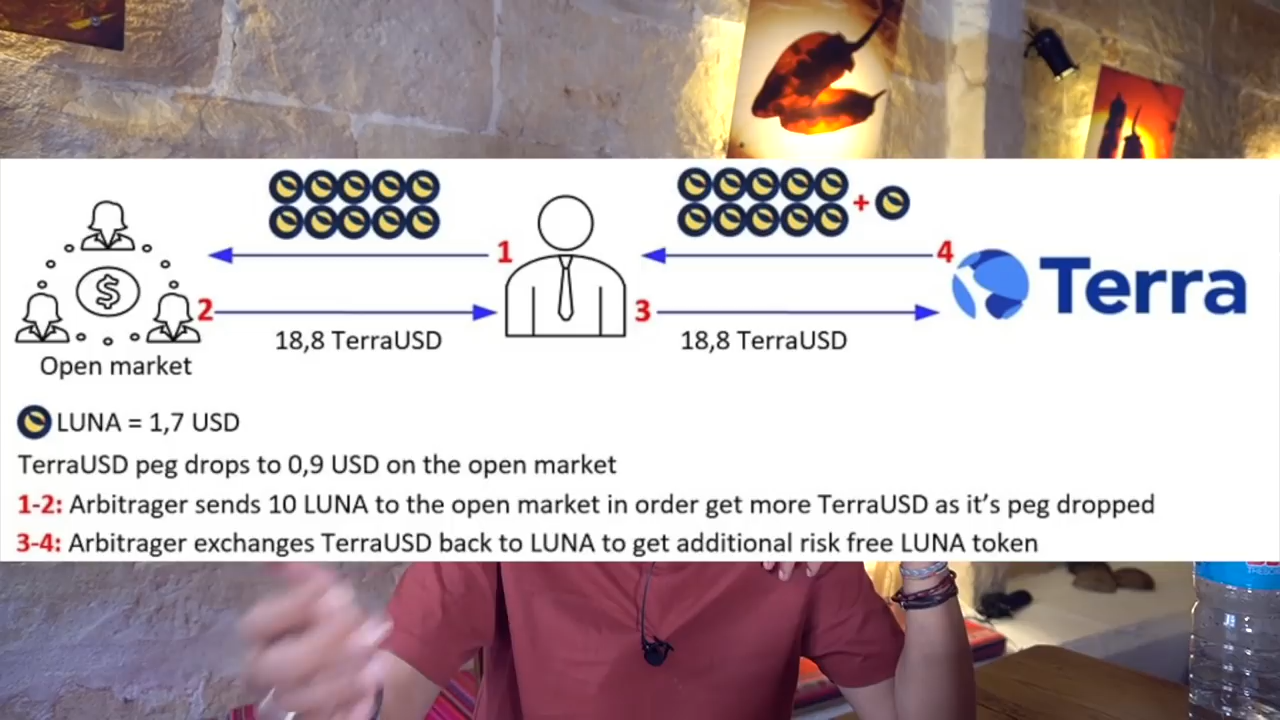 +
1
4
Terra
2
3
18,8 TerraUSD
18,8 TerraUSD
$
Open market
LUNA = 1,7 USD
TerraUSD peg drops to 0,9 USD on the open market
1-2: Arbitrager sends 10 LUNA to the open market in order get more TerraUSD as it’s peg dropped
3-4: Arbitrager exchanges TerraUSD back to LUNA to get additional risk free LUNA token